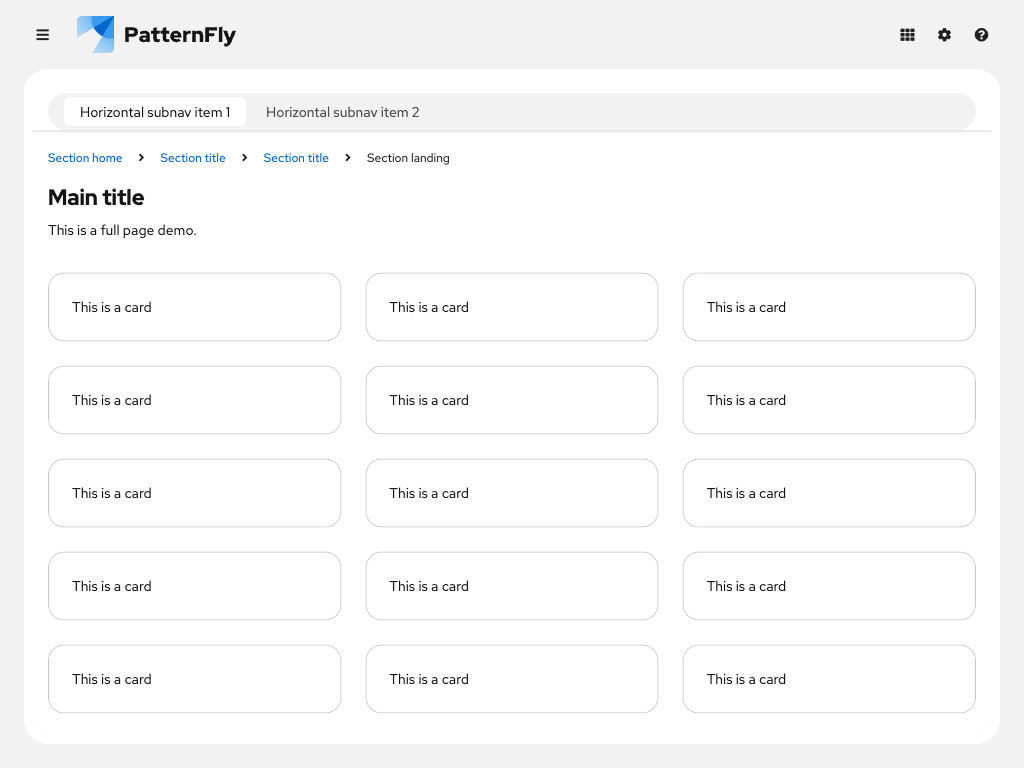 PatternFly
Horizontal subnav item 1 Horizontal subnav item 2
Section home Section title Section title Section landing
Main title
This is a full page demo.
This is a card This is a card This is a card
This is a card This is a card This is a card
This is a card This is a card This is a card
This is a card This is a card This is a card
This is a card This is a card This is a card